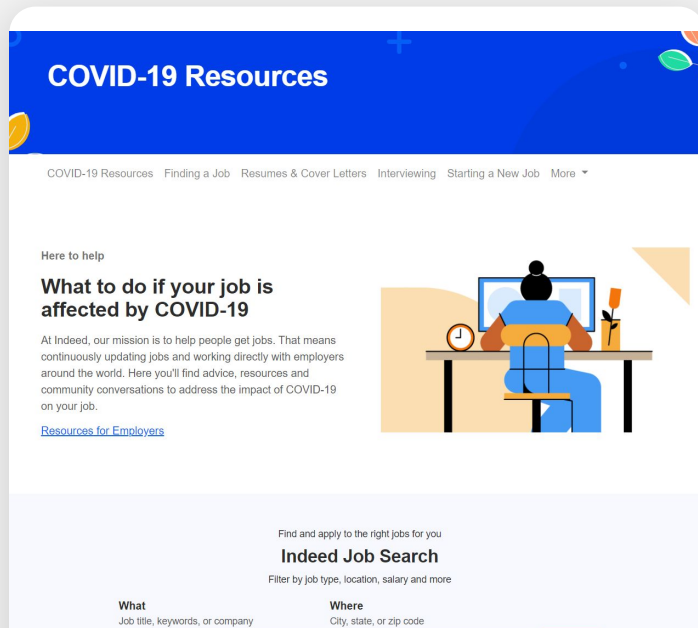 COVID-19 Resources
COVID-19 Resources Finding a Job Resumes & Cover Letters Interviewing Starting a New Job More
Here to help
What to do if your job is
affected by COVID-19
At Indeed, our mission is to help people get jobs. That means
continuously updating jobs and working directly with employers
around the world. Here you'll find advice, resources and
community conversations to address the impact of COVID-19
on your job.
Resources for Employers
Find and apply to the right jobs for you
Indeed Job Search
Filter by job type, location, salary and more
What Where
Job title, keywords, or company City, state, or zip code